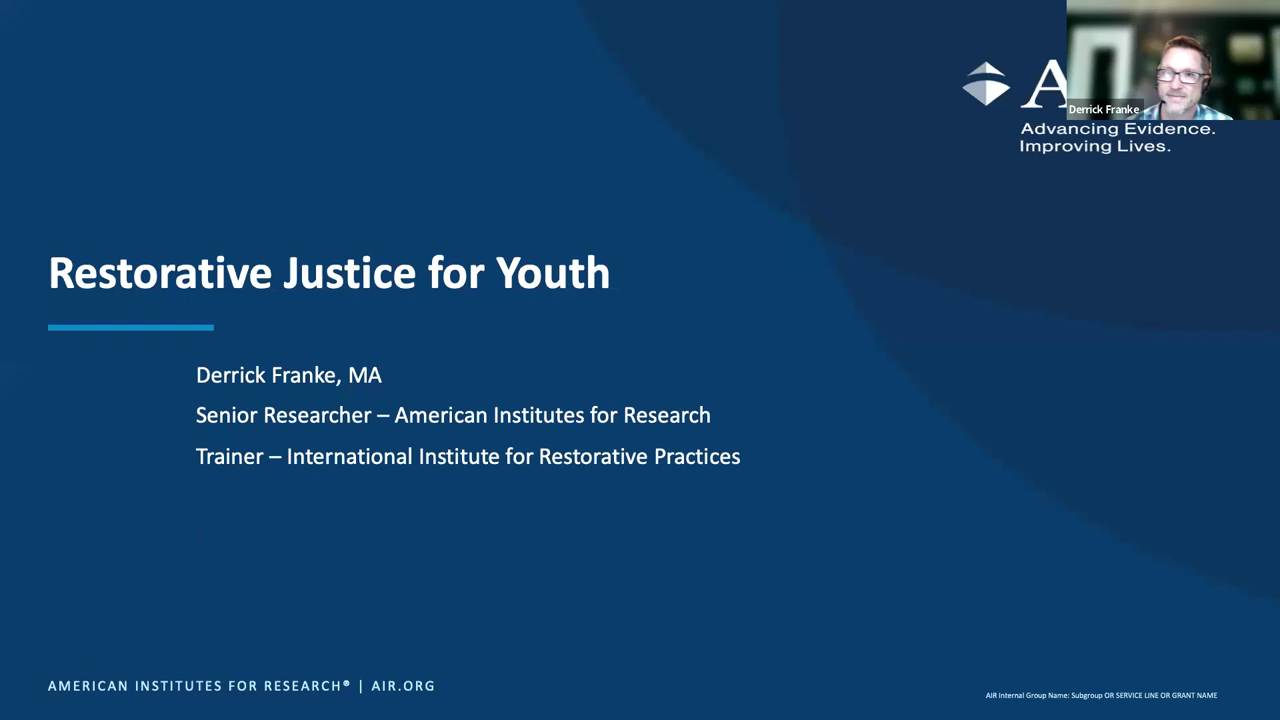 Derrick Franke
Advancing Evidence.
Improving Lives.
Restorative Justice for Youth
Derrick Franke, MA
Senior Researcher – American Institutes for Research
Trainer – International Institute for Restorative Practices
AMERICAN INSTITUTES FOR RESEARCH® | AIR.ORG
AIR Internal Group Name: Subgroup OR SERVICE LINE OR GRANT NAME